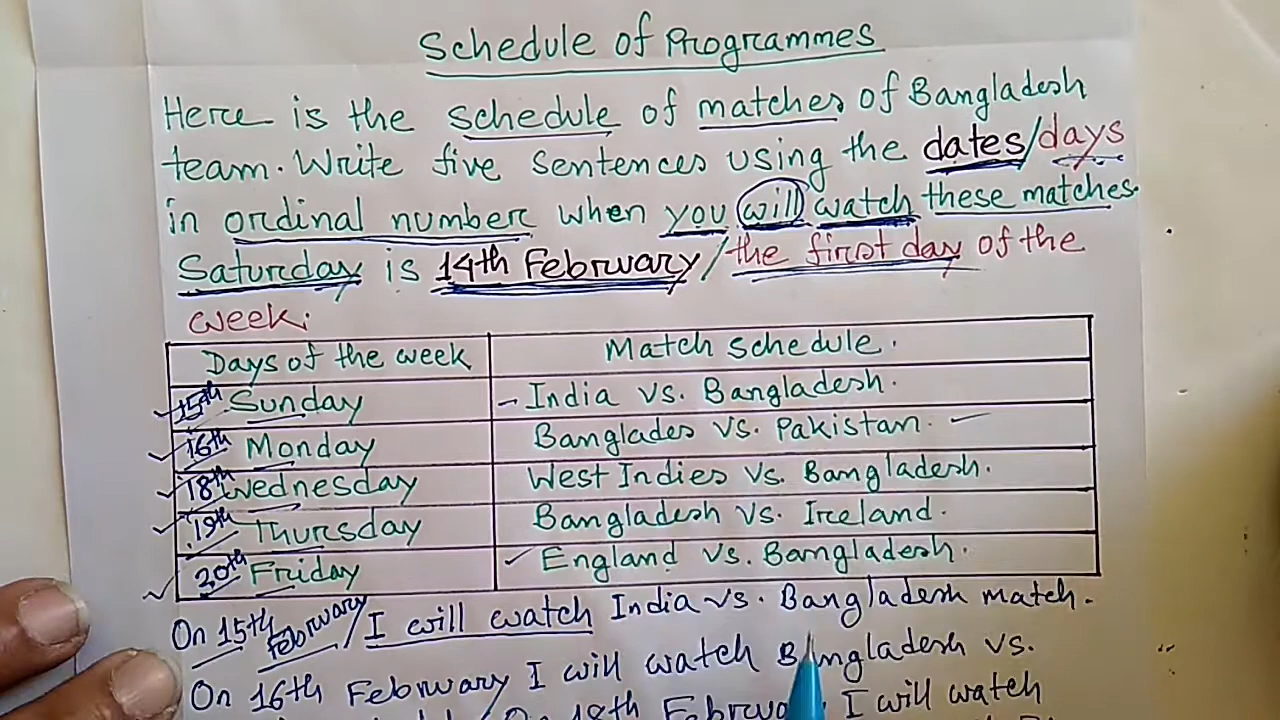 Schedule of Programmes
Here is the schedule of matches of Bangladesh
team. Write five sentences using the dates/days
in ordinal number when you will watch these matches.
Saturday is 14th February/the first day of the
week:
Days of the week Match schedule.
15th Sunday - India vs. Bangladesh.
16th Monday Banglades vs. Pakistan.
18th Wednesday West Indies vs. Bangladesh.
19th Thursday Bangladesh vs. Ireland.
20th Friday England vs. Bangladesh.
On 15th February/I will watch India vs. Bangladesh match.
On 16th February I will watch Bangladesh vs.
On 18th February I will watch